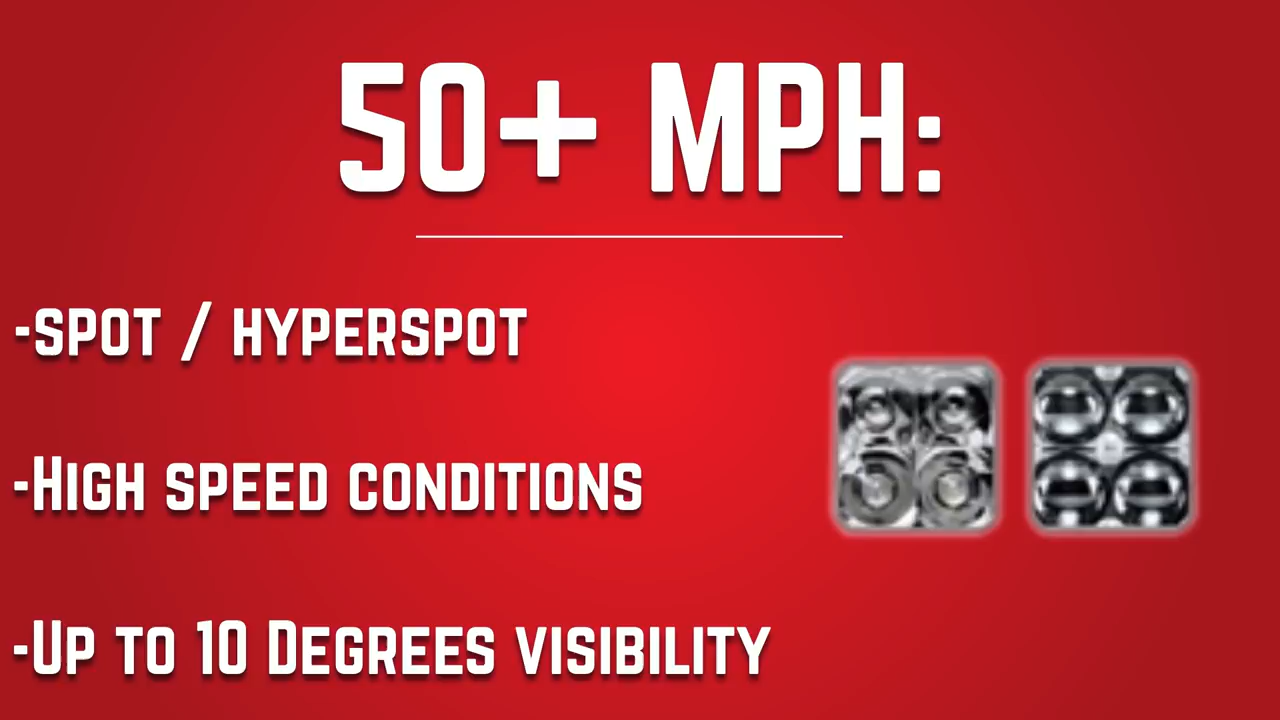 50+ MPH:
-SPOT / HYPERSPOT
-HIGH SPEED CONDITIONS
-UP TO 10 DEGREES VISIBILITY